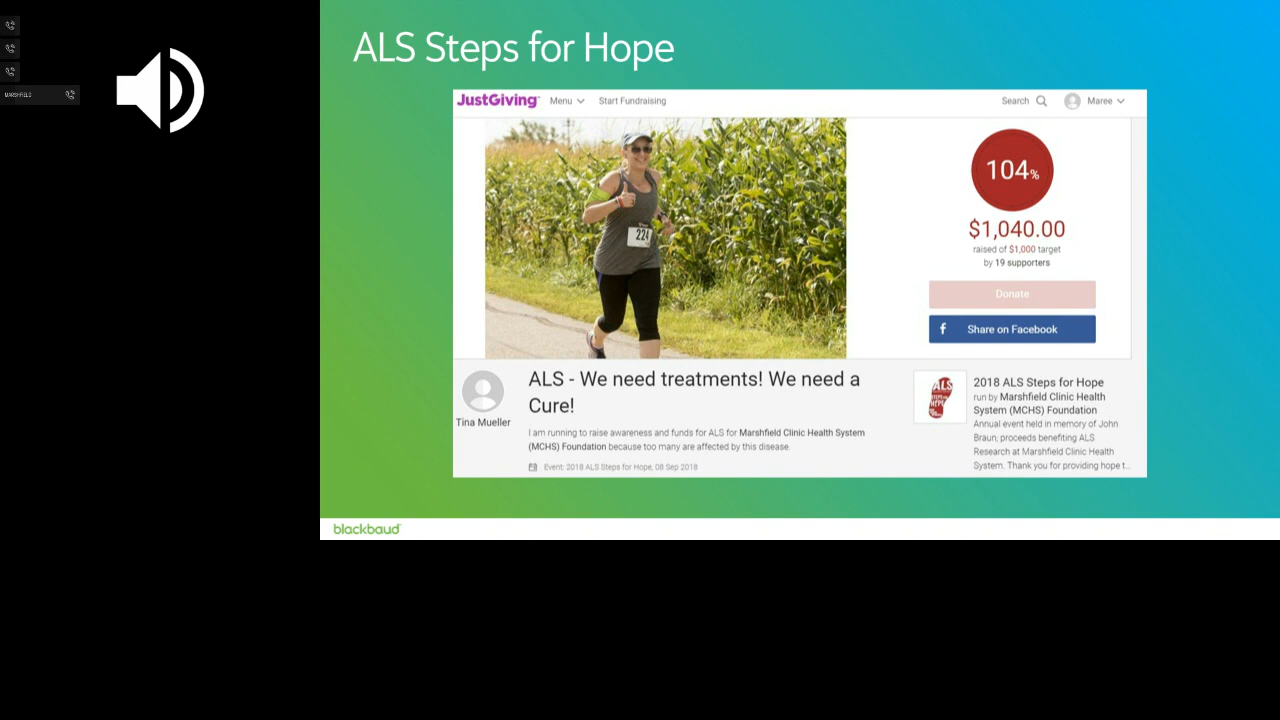 MARSHFIELD
ALS Steps for Hope
JustGiving™ Menu Start Fundraising Search Maree
224
104%
$1,040.00
raised of $1,000 target
by 19 supporters
Donate
f Share on Facebook
Tina Mueller
ALS - We need treatments! We need a
Cure!
I am running to raise awareness and funds for ALS for Marshfield Clinic Health System
(MCHS) Foundation because too many are affected by this disease.
Event: 2018 ALS Steps for Hope, 08 Sep 2018
ALS
STEPS FOR
HOPE
2018 ALS Steps for Hope
run by Marshfield Clinic Health
System (MCHS) Foundation
Annual event held in memory of John
Braun; proceeds benefiting ALS
Research at Marshfield Clinic Health
System. Thank you for providing hope t...
blackbaud